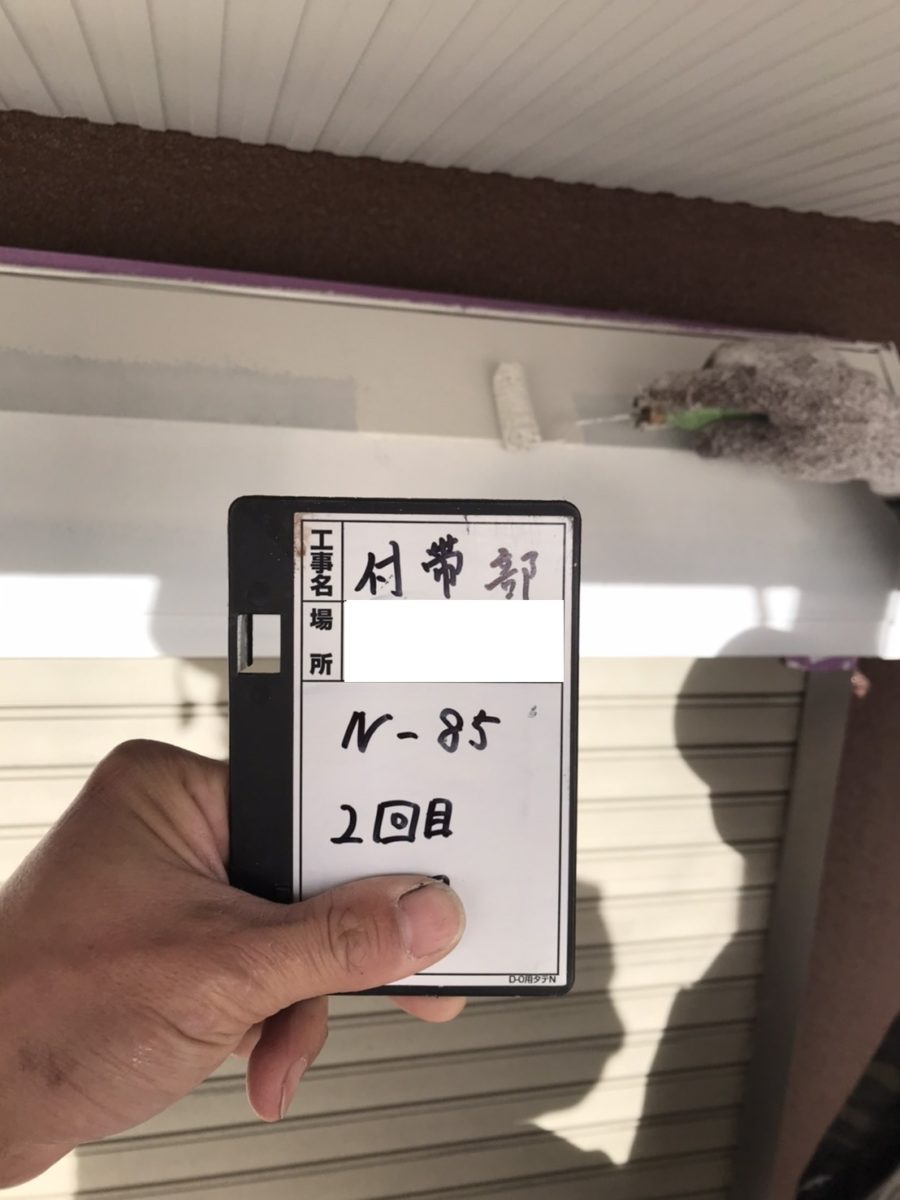 工事名 付帯部
場所
N-85
2回目
D-0用タテN